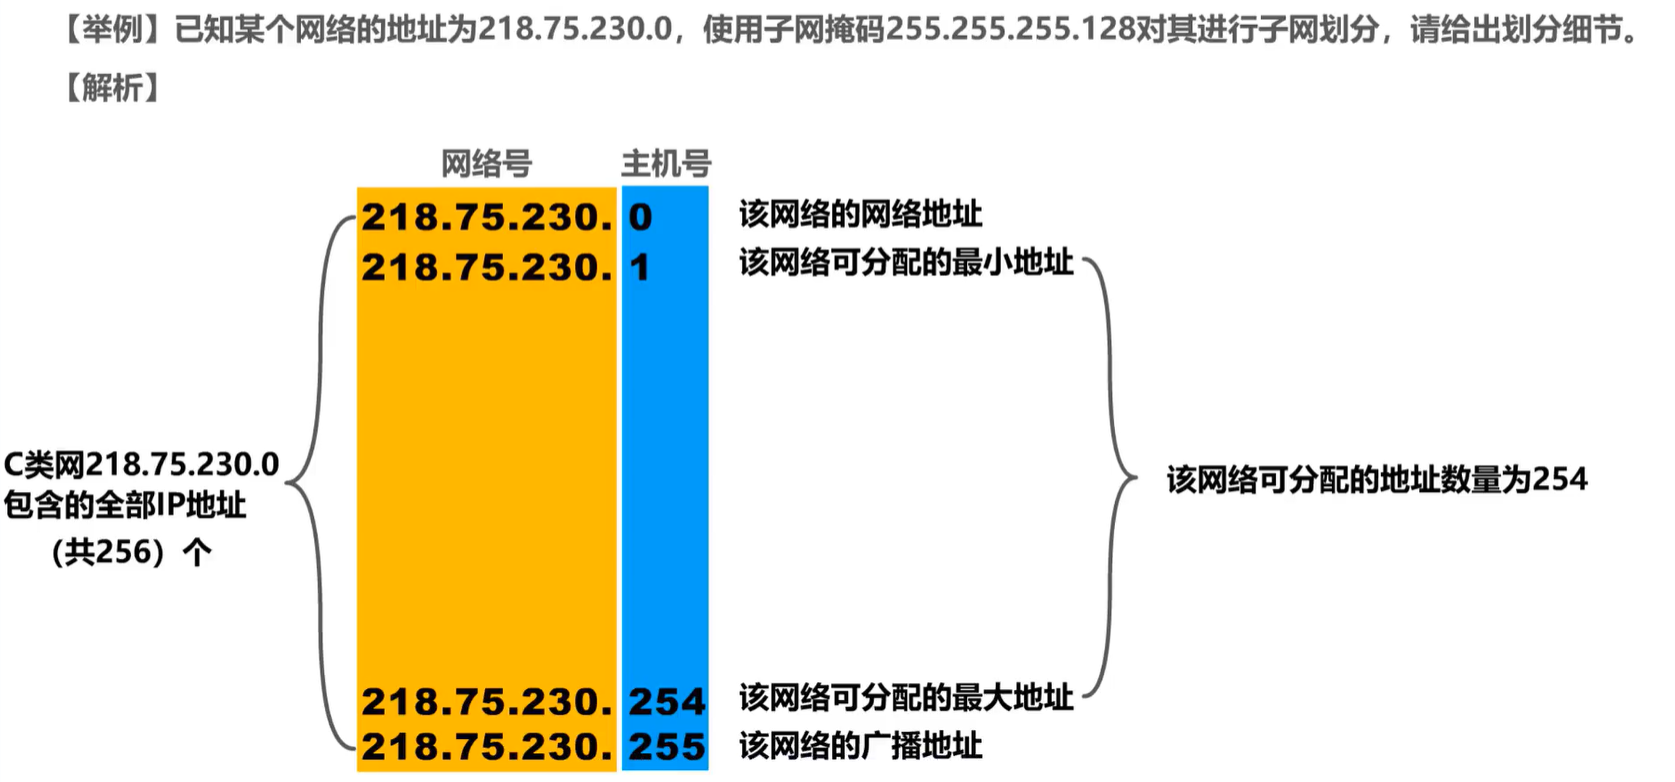 【举例】已知某个网络的地址为218.75.230.0，使用子网掩码255.255.255.128对其进行子网划分，请给出划分细节。
【解析】
网络号 主机号
218.75.230. 0 该网络的网络地址
218.75.230. 1 该网络可分配的最小地址
C类网218.75.230.0
包含的全部IP地址
（共256）个
该网络可分配的地址数量为254
218.75.230. 254 该网络可分配的最大地址
218.75.230. 255 该网络的广播地址